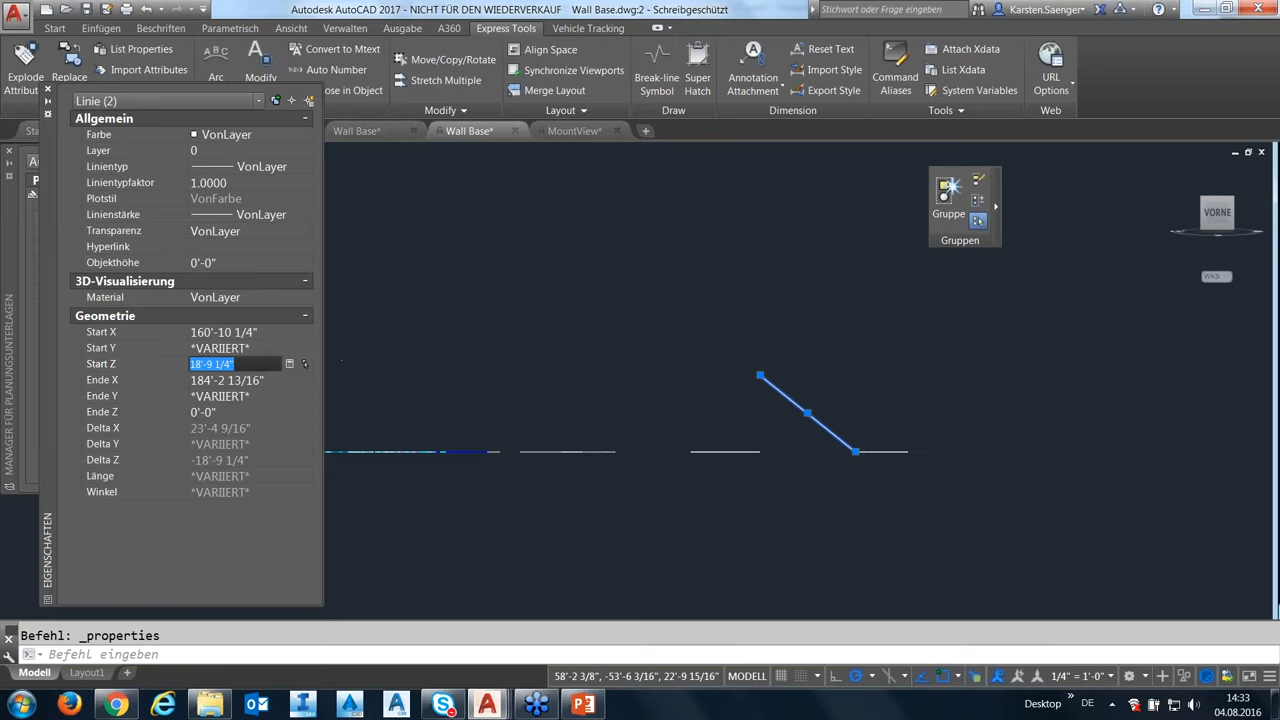 Autodesk AutoCAD 2017 - NICHT FÜR DEN WIEDERVERKAUF Wall Base.dwg:2 - Schreibgeschützt
Stichwort oder Frage eingeben
Karsten.Saenger
Start Einfügen Beschriften Parametrisch Ansicht Verwalten Ausgabe A360 Express Tools Vehicle Tracking
List Properties
Import Attributes
Explode
Replace
Arc
Modify
Convert to Mtext
Auto Number
Move/Copy/Rotate
Stretch Multiple
Modify
Align Space
Synchronize Viewports
Merge Layout
Layout
Break-line
Symbol
Super
Hatch
Draw
Annotation
Attachment
Reset Text
Import Style
Export Style
Dimension
Command
Aliases
Attach Xdata
List Xdata
System Variables
Tools
URL
Options
Web
Wall Base* Wall Base* MountView*
Linie (2)
Allgemein
Farbe VonLayer
Layer 0
Linientyp VonLayer
Linientypfaktor 1.0000
Plotstil VonFarbe
Linienstärke VonLayer
Transparenz VonLayer
Hyperlink
Objekthöhe 0'-0"
3D-Visualisierung
Material VonLayer
Geometrie
Start X 160'-10 1/4"
Start Y *VARIIERT*
Start Z 18'-9 1/4"
Ende X 184'-2 13/16"
Ende Y *VARIIERT*
Ende Z 0'-0"
Delta X 23'-4 9/16"
Delta Y *VARIIERT*
Delta Z -18'-9 1/4"
Länge *VARIIERT*
Winkel *VARIIERT*
EIGENSCHAFTEN
MANAGER FÜR PLANUNGSUNTERLAGEN
Gruppe
Gruppen
VORNE
WKS
Befehl: _properties
Befehl eingeben
Modell Layout1
58'-2 3/8", -53'-6 3/16", 22'-9 15/16" MODELL
1/4" = 1'-0"
Desktop
DE
14:33
04.08.2016